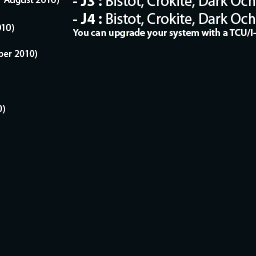 August 2010)
- J3 : Bistot, Crokite, Dark Och
- J4 : Bistot, Crokite, Dark Och
010)
You can upgrade your system with a TCU/I-
ber 2010)
0)